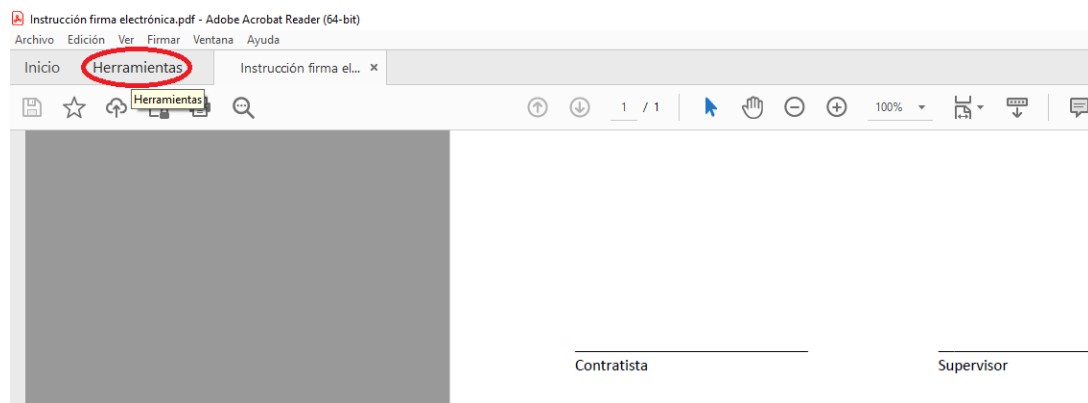 Instrucción firma electrónica.pdf - Adobe Acrobat Reader (64-bit)
Archivo Edición Ver Firmar Ventana Ayuda
Inicio Herramientas Instrucción firma el... ×
Herramientas 1 / 1 100%
Contratista Supervisor